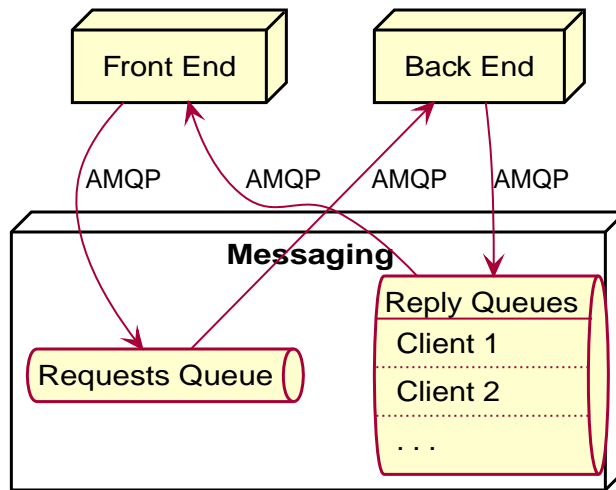 Front End
Back End
AMQP
AMQP
AMQP
AMQP
Messaging
Reply Queues
Client 1
Requests Queue
Client 2
. . .